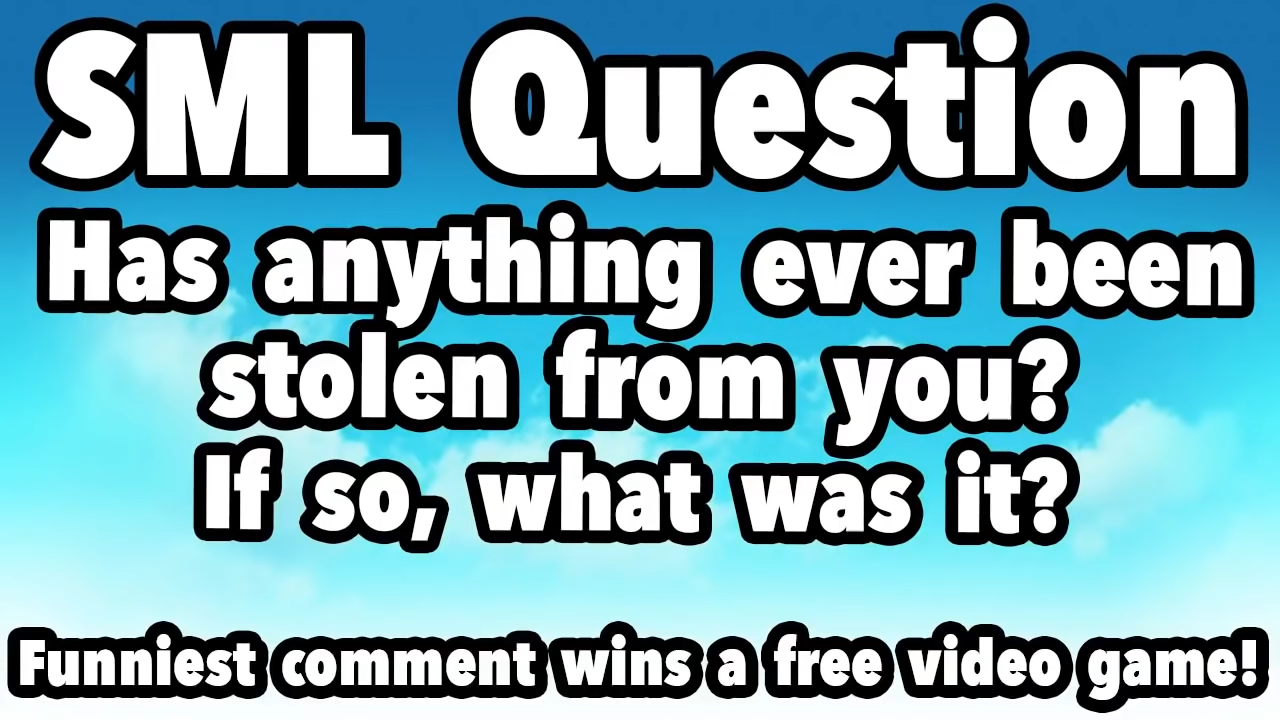 SML Question
Has anything ever been
stolen from you?
If so, what was it?
Funniest comment wins a free video game!